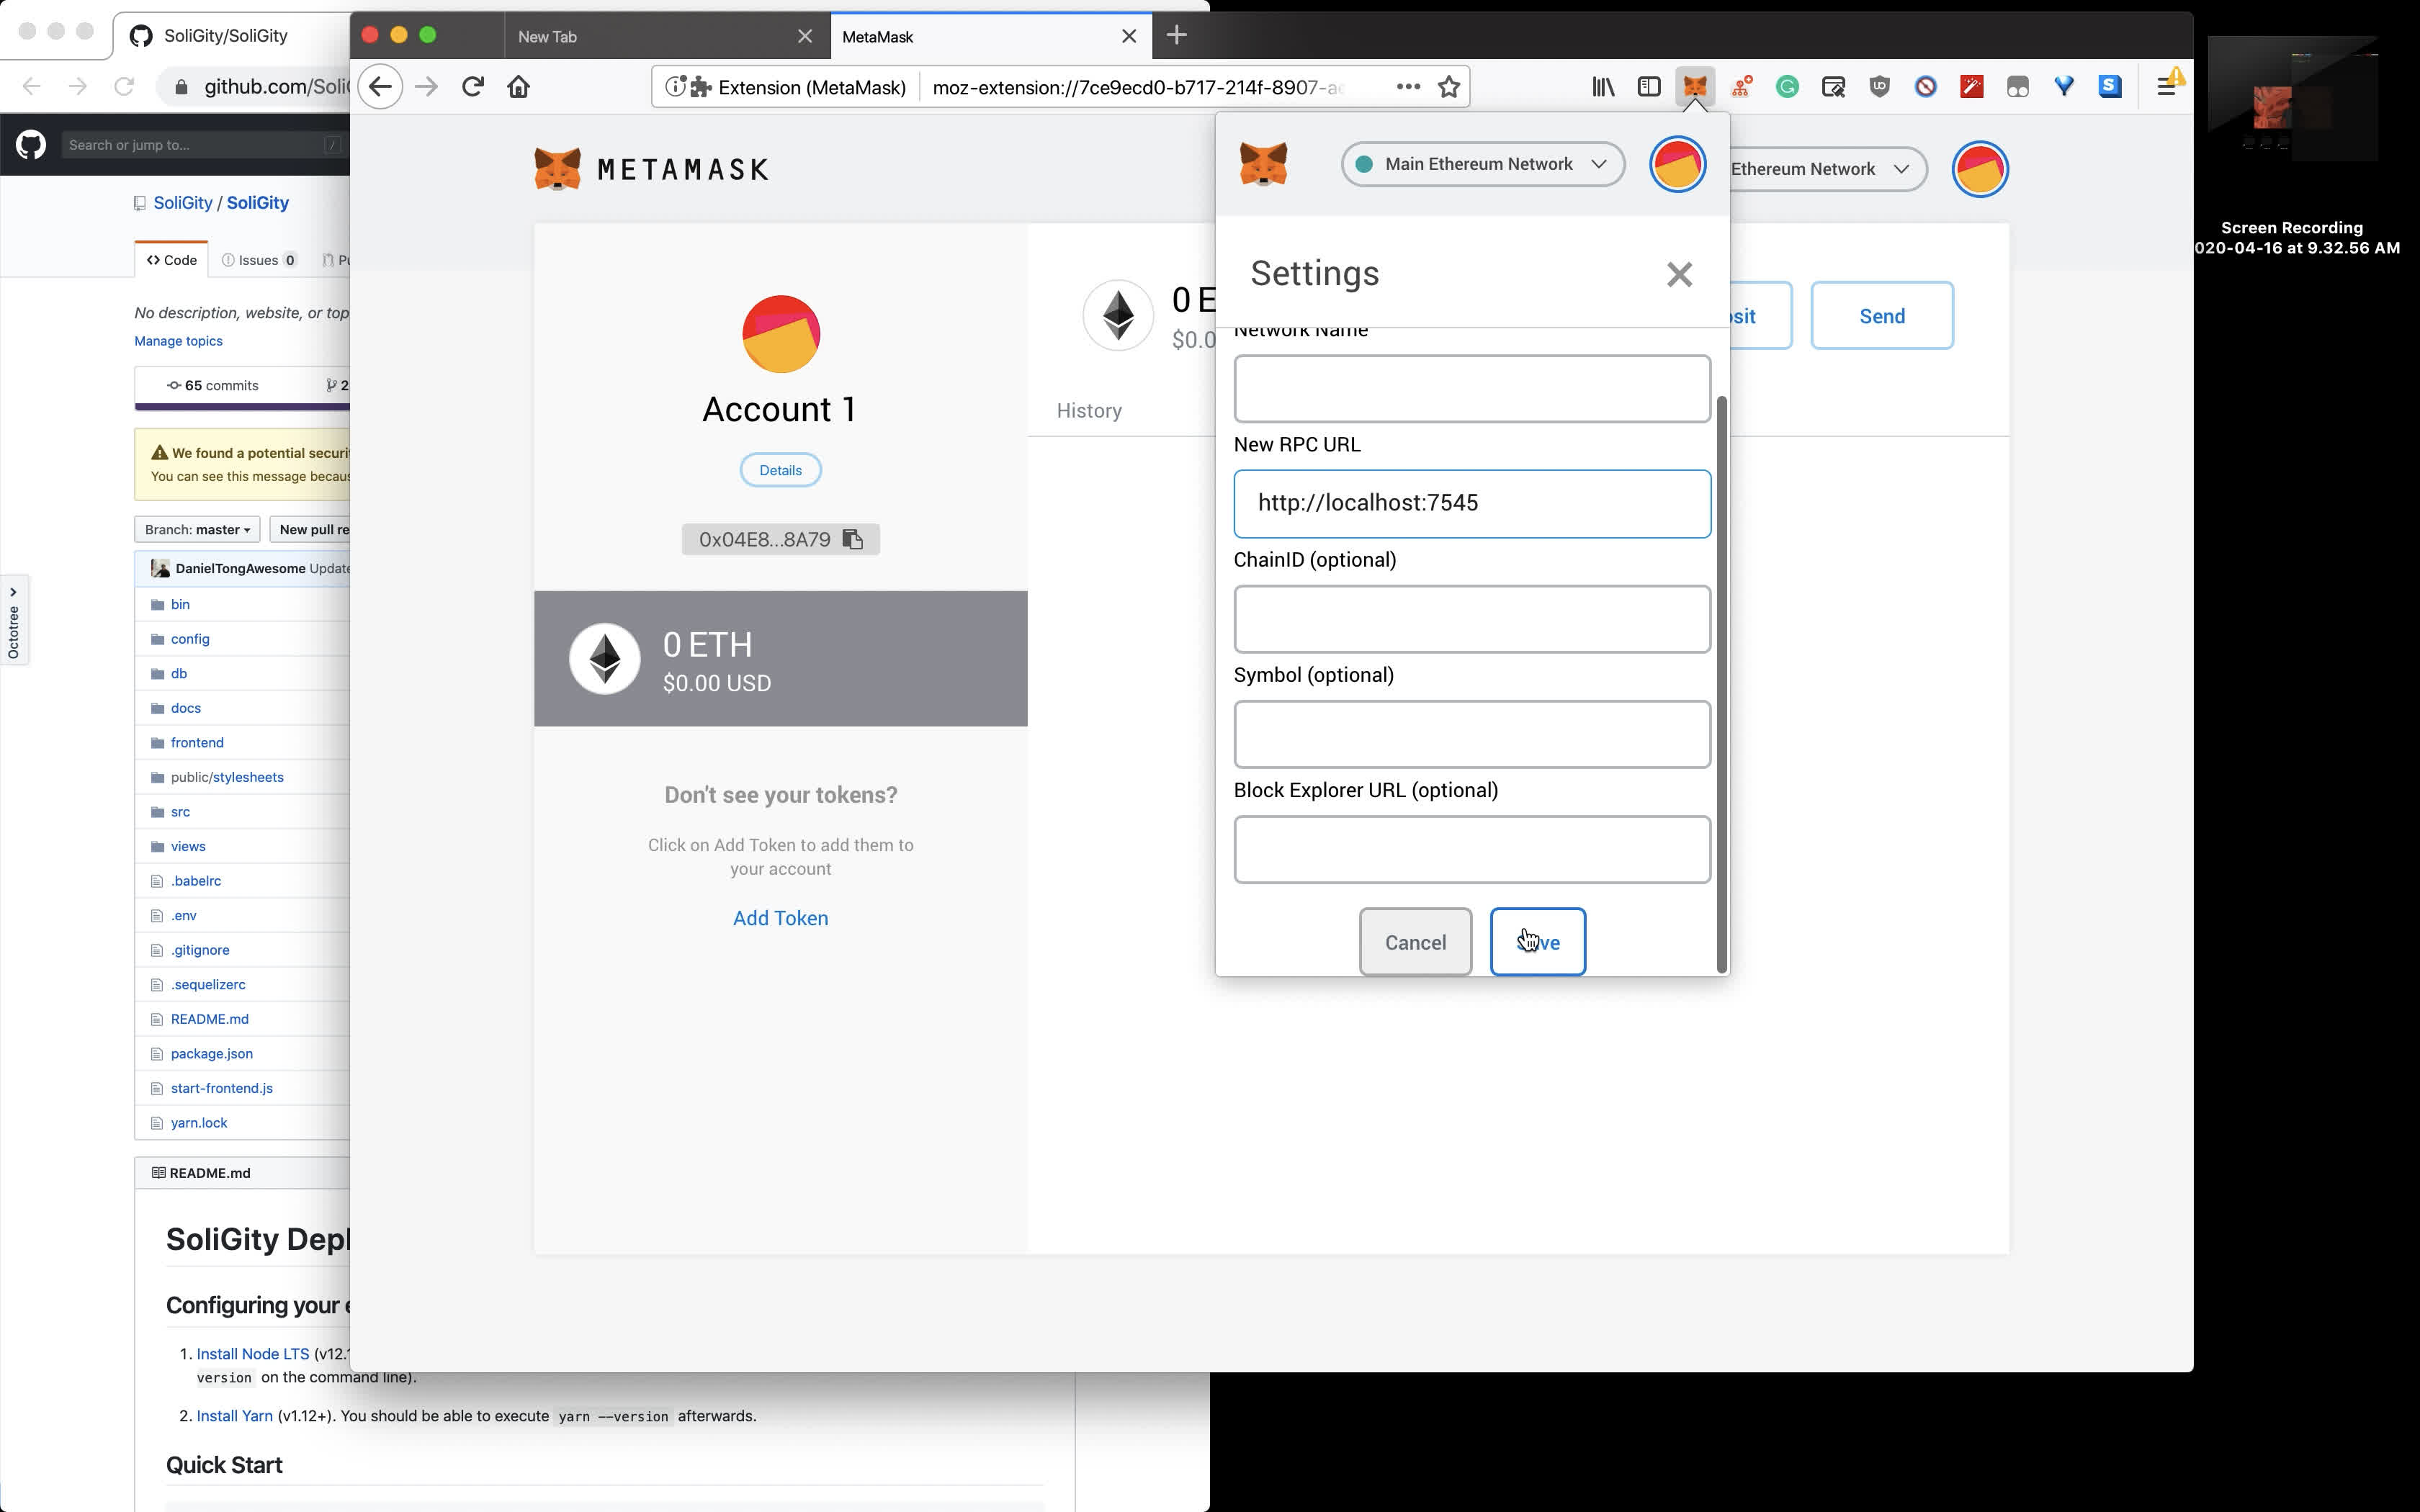 SoliGity/SoliGity
github.com/Soli
Search or jump to...
/
SoliGity / SoliGity
Code
Issues 0
No description, website, or top
Manage topics
65 commits
2
We found a potential securi
You can see this message becaus
Branch: master
New pull re
DanielTongAwesome Update
bin
config
db
docs
frontend
public/stylesheets
src
views
.babelrc
.env
.gitignore
.sequelizerc
README.md
package.json
start-frontend.js
yarn.lock
README.md
SoliGity Depl
Configuring your e
1. Install Node LTS (v12.
version on the command line).
2. Install Yarn (v1.12+). You should be able to execute yarn --version afterwards.
Quick Start
Octotree
New Tab
MetaMask
Extension (MetaMask)
moz-extension://7ce9ecd0-b717-214f-8907-a
METAMASK
Account 1
Details
0x04E8...8A79
0 ETH
$0.00 USD
Don't see your tokens?
Click on Add Token to add them to
your account
Add Token
0 E
$0.0
History
Ethereum Network
Send
Main Ethereum Network
Settings
Network Name
New RPC URL
http://localhost:7545
ChainID (optional)
Symbol (optional)
Block Explorer URL (optional)
Cancel
Screen Recording
020-04-16 at 9.32.56 AM